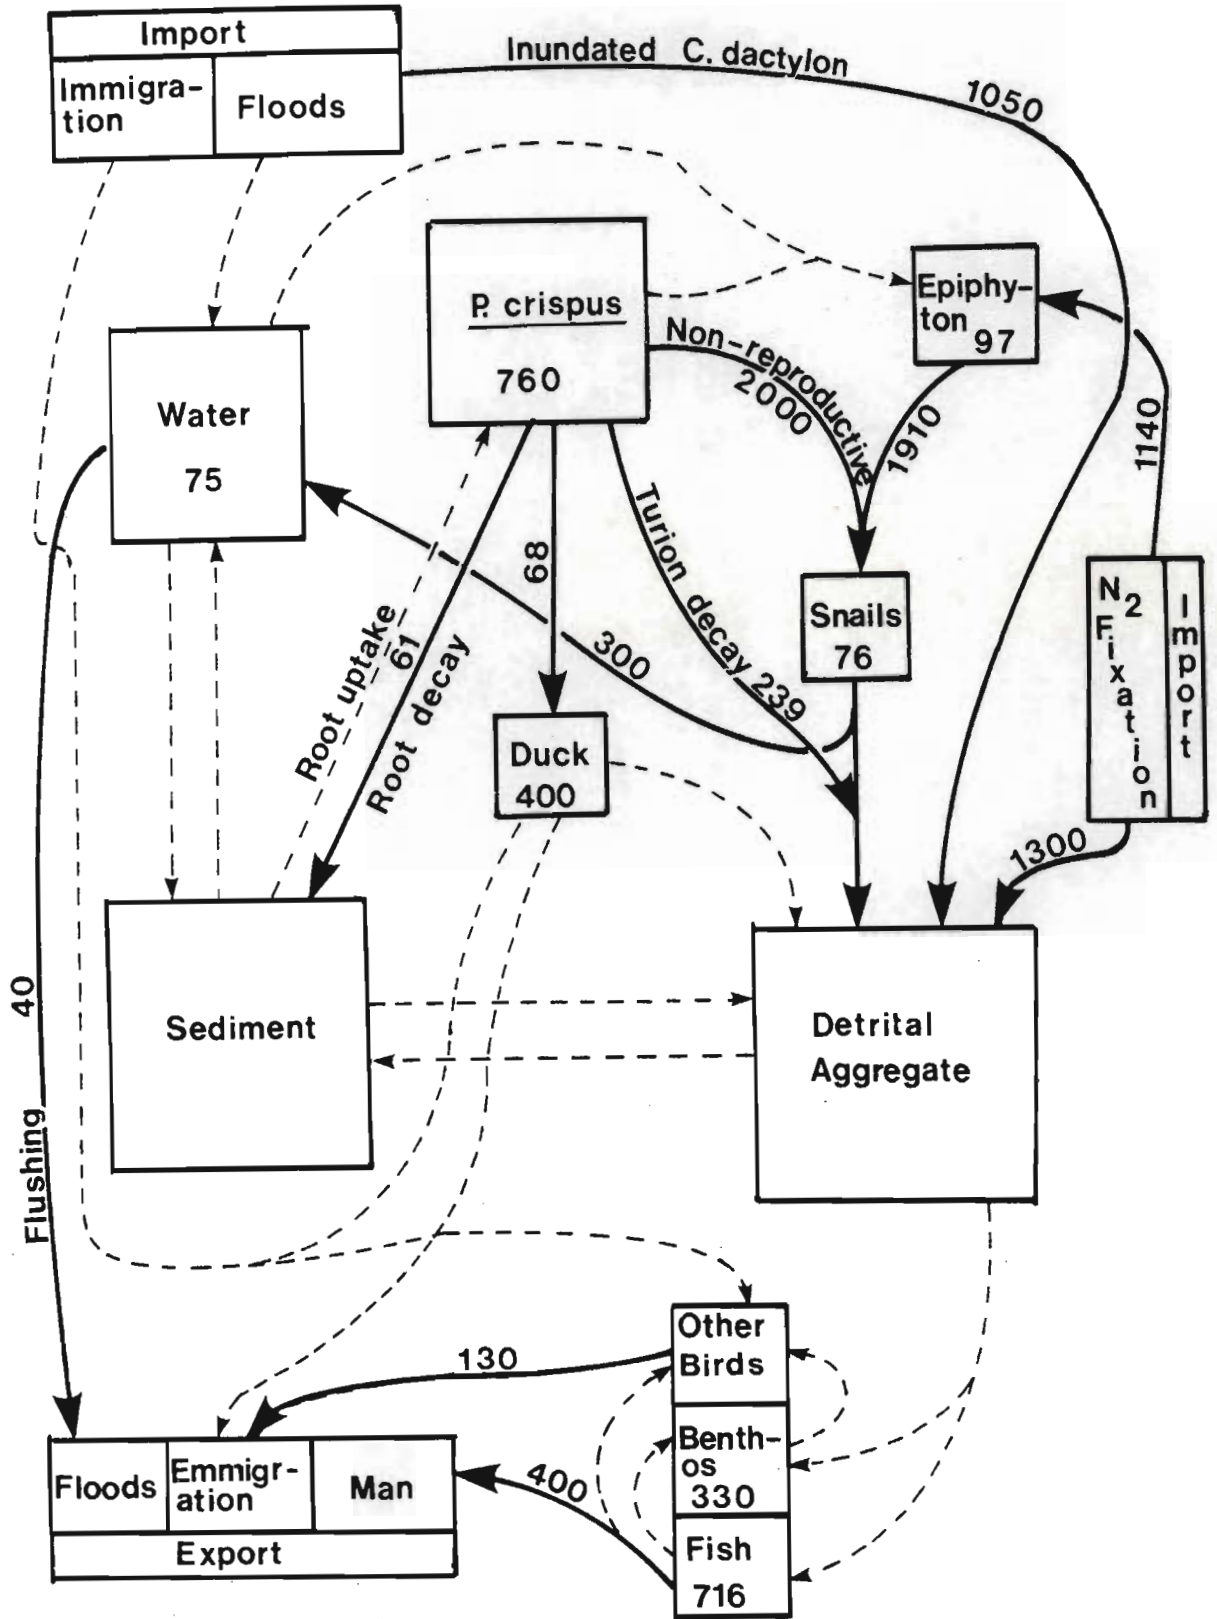 Import
Immigra-
tion
Floods
Inundated C. dactylon
1050
P. crispus
760
Epiphy-
ton 97
Non-reproductive
2000
1910
1140
Water
75
Turion decay 239
68
300
Root uptake
61
Root decay
Snails
76
N2
Fixation
Import
Duck
400
1300
40
Flushing
Sediment
Detrital
Aggregate
Other
Birds
130
Benth-
os
330
Fish
716
400
Floods
Emmigr-
ation
Man
Export